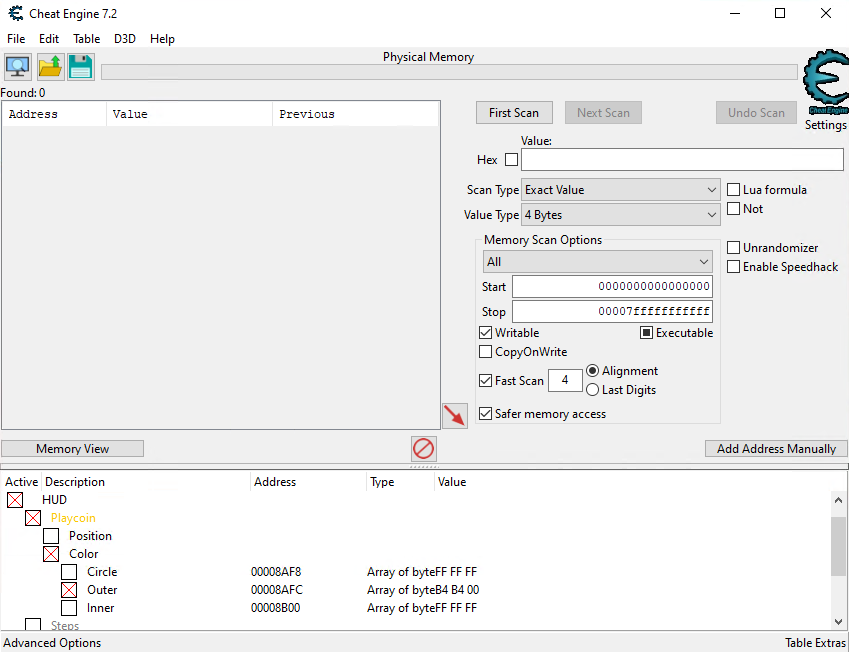 Cheat Engine 7.2
File Edit Table D3D Help
Physical Memory
Found: 0
Address Value Previous
First Scan Next Scan Undo Scan
Cheat Engine
Settings
Value:
Hex
Scan Type Exact Value Lua formula
Not
Value Type 4 Bytes
Memory Scan Options
All
Unrandomizer
Enable Speedhack
Start 0000000000000000
Stop 00007fffffffffff
Writable Executable
CopyOnWrite
Fast Scan 4 Alignment
Last Digits
Safer memory access
Memory View Add Address Manually
Active Description Address Type Value
HUD
Playcoin
Position
Color
Circle 00008AF8 Array of byte FF FF FF
Outer 00008AFC Array of byte B4 B4 00
Inner 00008B00 Array of byte FF FF FF
Steps
Advanced Options Table Extras